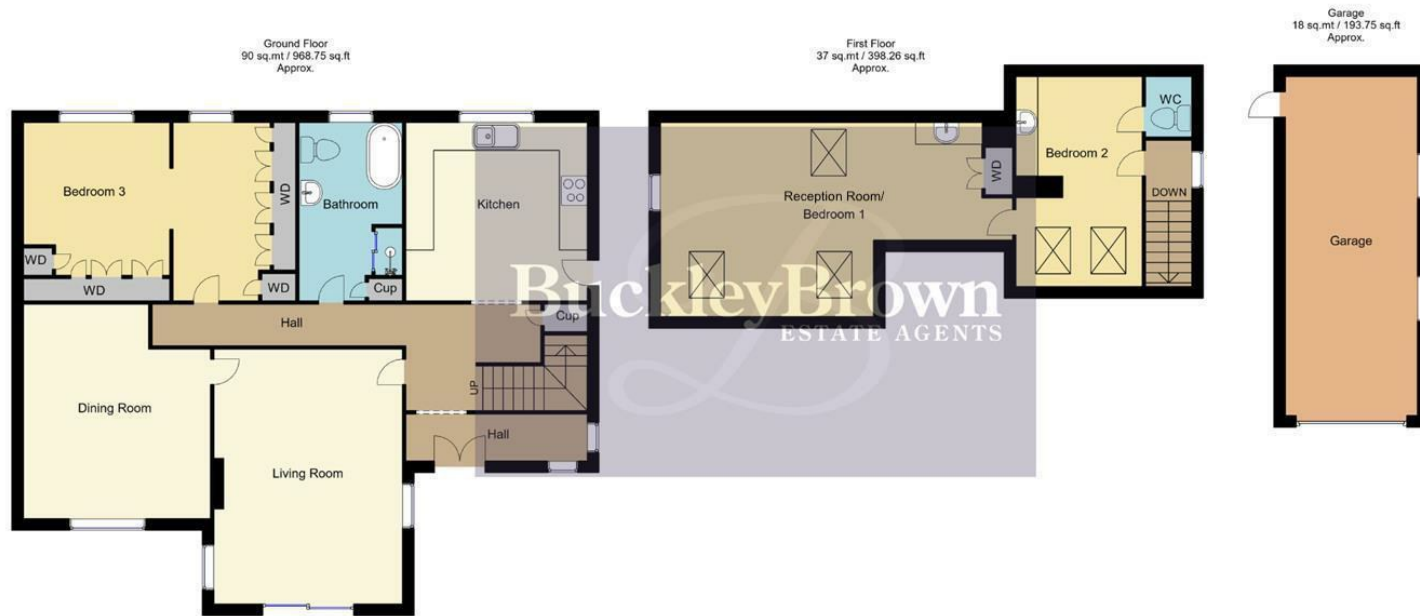 Ground Floor
90 sq.mt / 968.75 sq.ft
Approx.
First Floor
37 sq.mt / 398.26 sq.ft
Approx.
Garage
18 sq.mt / 193.75 sq.ft
Approx.
Bedroom 3
WD
WD
WD
WD
Bathroom
Cup
Kitchen
Hall
Cup
UP
Dining Room
Living Room
Hall
Reception Room/
Bedroom 1
WD
Bedroom 2
WC
DOWN
Garage
BuckleyBrown
ESTATE AGENTS